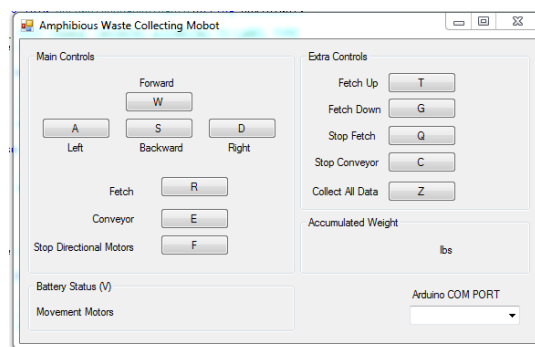 Amphibious Waste Collecting Mobot
Main Controls
Forward
W
A S D
Left Backward Right
Fetch R
Conveyor E
Stop Directional Motors F
Extra Controls
Fetch Up T
Fetch Down G
Stop Fetch Q
Stop Conveyor C
Collect All Data Z
Accumulated Weight
lbs
Battery Status (V)
Movement Motors
Arduino COM PORT